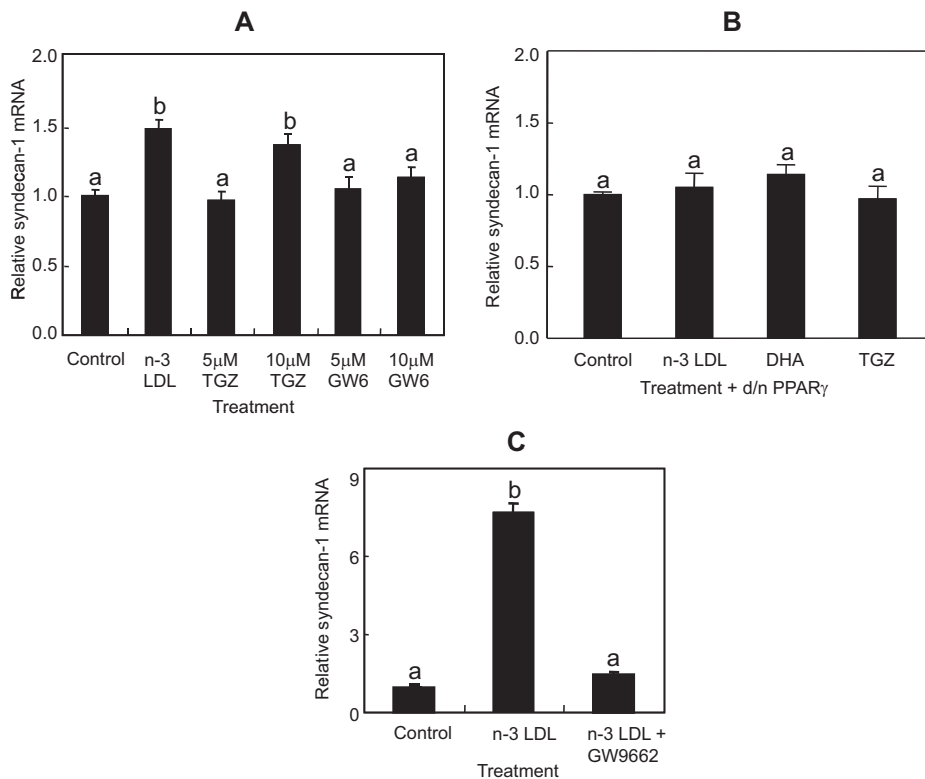 A
Relative syndecan-1 mRNA
2.0
1.5
1.0
0.5
0.0
a b a b a a
Control n-3 5μM 10μM 5μM 10μM
LDL TGZ TGZ GW6 GW6
Treatment
B
Relative syndecan-1 mRNA
2.0
1.5
1.0
0.5
0.0
a a a a
Control n-3 LDL DHA TGZ
Treatment + d/n PPARγ
C
Relative syndecan-1 mRNA
9
6
3
0
a b a
Control n-3 LDL n-3 LDL +
GW9662
Treatment